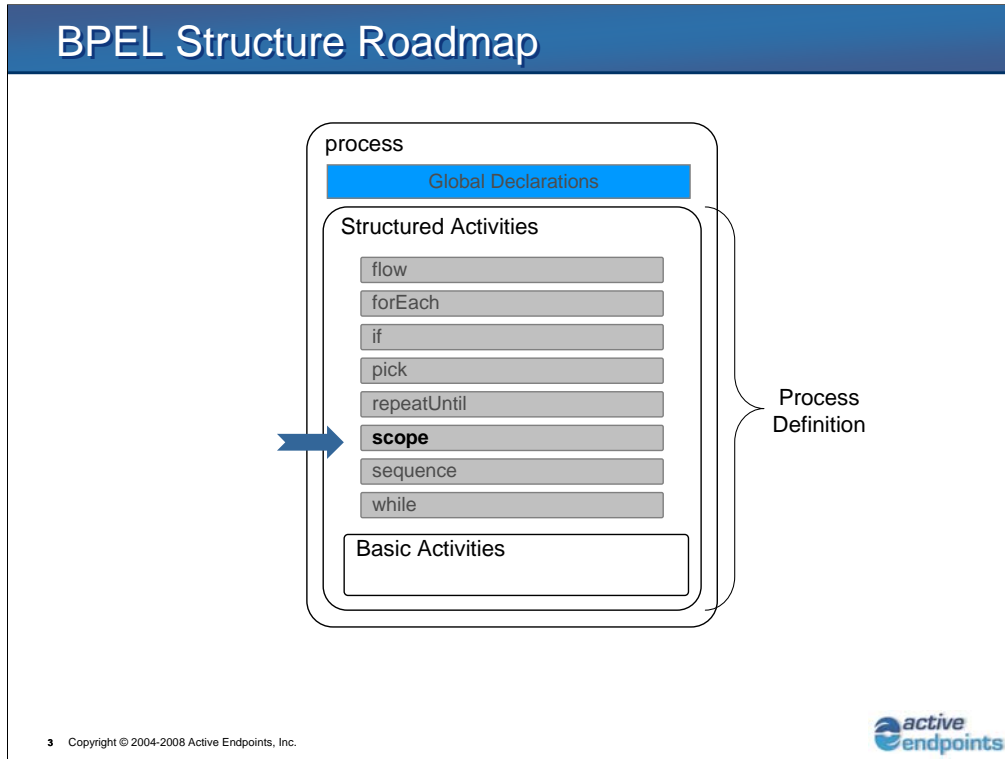 BPEL Structure Roadmap
process
Global Declarations
Structured Activities
flow
forEach
if
pick
repeatUntil
scope
sequence
while
Basic Activities
Process
Definition
3 Copyright © 2004-2008 Active Endpoints, Inc.
active
endpoints